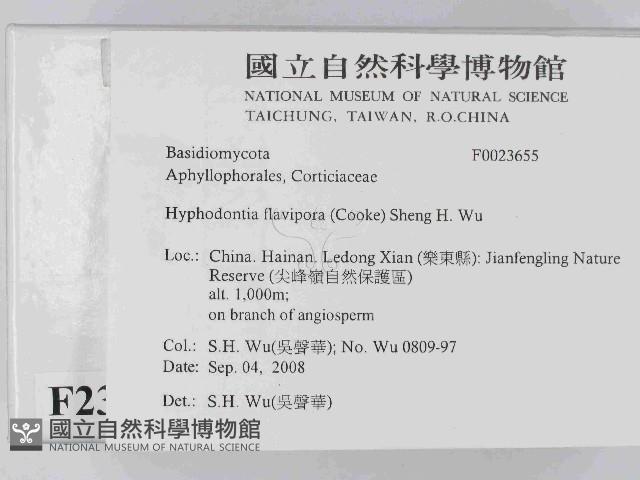 國立自然科學博物館
NATIONAL MUSEUM OF NATURAL SCIENCE
TAICHUNG, TAIWAN, R.O.CHINA
Basidiomycota F0023655
Aphyllophorales, Corticiaceae
Hyphodontia flavipora (Cooke) Sheng H. Wu
Loc.: China. Hainan. Ledong Xian (樂東縣): Jianfengling Nature
Reserve (尖峰嶺自然保護區)
alt. 1,000m;
on branch of angiosperm
Col.: S.H. Wu(吳聲華); No. Wu 0809-97
Date: Sep. 04, 2008
Det.: S.H. Wu(吳聲華)
F23
國立自然科學博物館
NATIONAL MUSEUM OF NATURAL SCIENCE